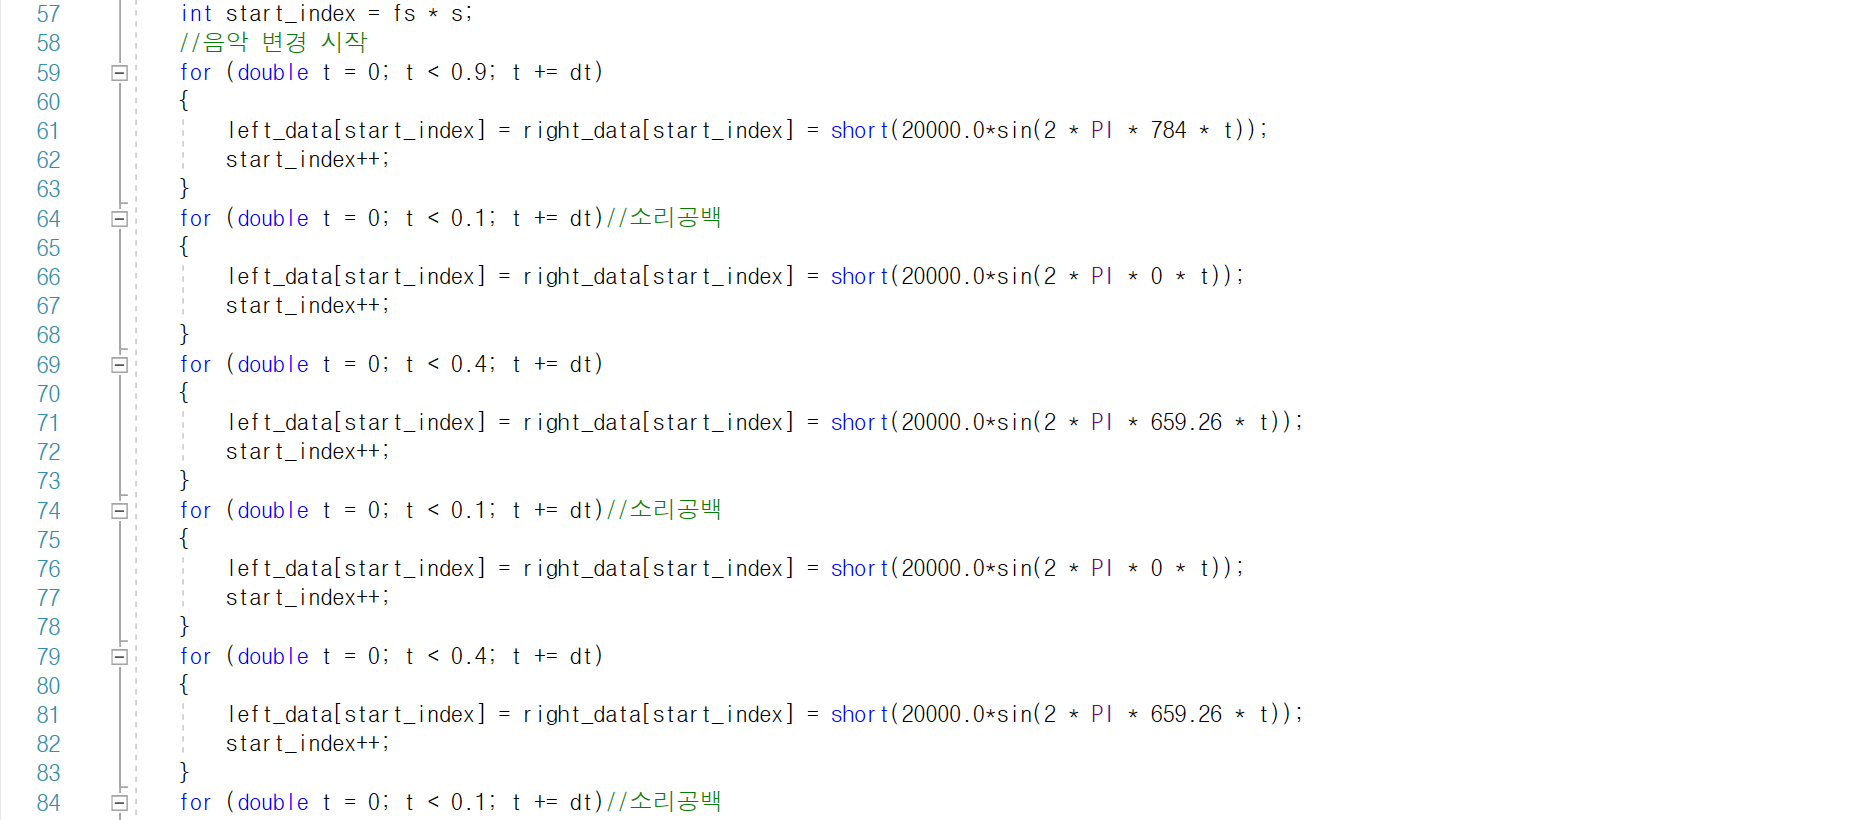 57 int start_index = fs * s;
58 //음악 변경 시작
59 for (double t = 0; t < 0.9; t += dt)
60 {
61 left_data[start_index] = right_data[start_index] = short(20000.0*sin(2 * PI * 784 * t));
62 start_index++;
63 }
64 for (double t = 0; t < 0.1; t += dt)//소리공백
65 {
66 left_data[start_index] = right_data[start_index] = short(20000.0*sin(2 * PI * 0 * t));
67 start_index++;
68 }
69 for (double t = 0; t < 0.4; t += dt)
70 {
71 left_data[start_index] = right_data[start_index] = short(20000.0*sin(2 * PI * 659.26 * t));
72 start_index++;
73 }
74 for (double t = 0; t < 0.1; t += dt)//소리공백
75 {
76 left_data[start_index] = right_data[start_index] = short(20000.0*sin(2 * PI * 0 * t));
77 start_index++;
78 }
79 for (double t = 0; t < 0.4; t += dt)
80 {
81 left_data[start_index] = right_data[start_index] = short(20000.0*sin(2 * PI * 659.26 * t));
82 start_index++;
83 }
84 for (double t = 0; t < 0.1; t += dt)//소리공백